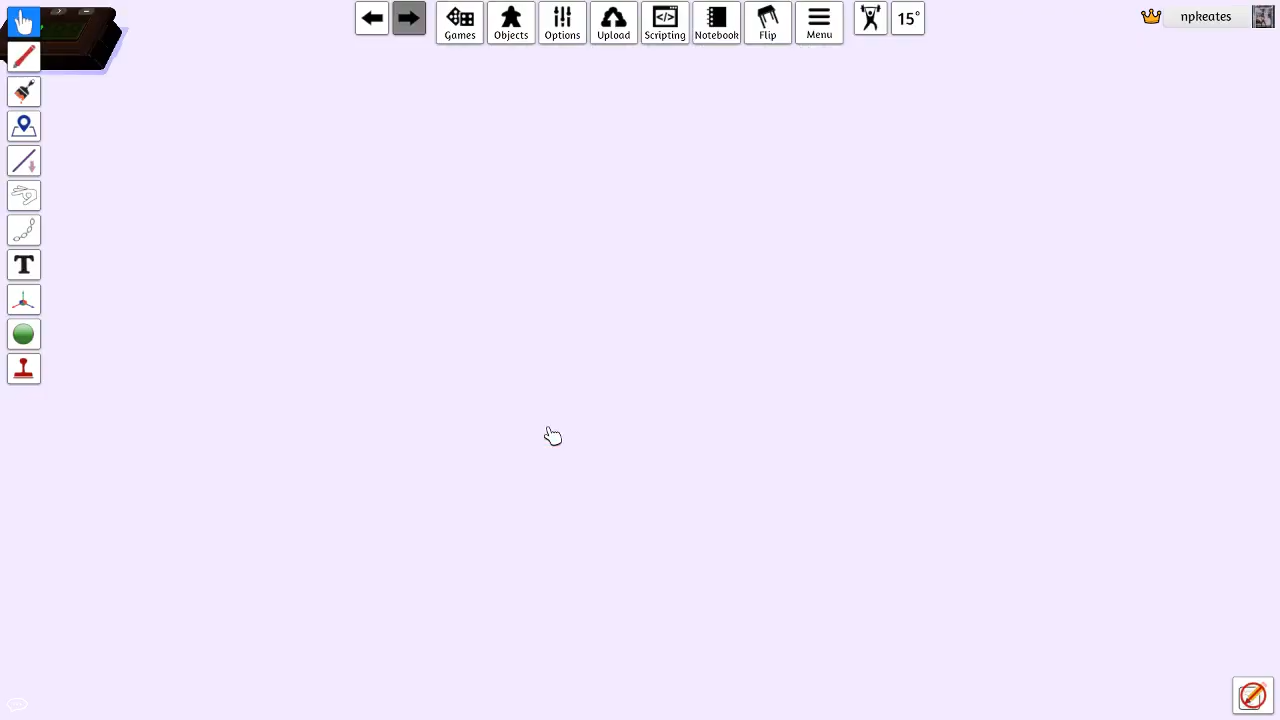 Games
Objects
Options
Upload
Scripting
Notebook
Flip
Menu
15°
npkeates
T